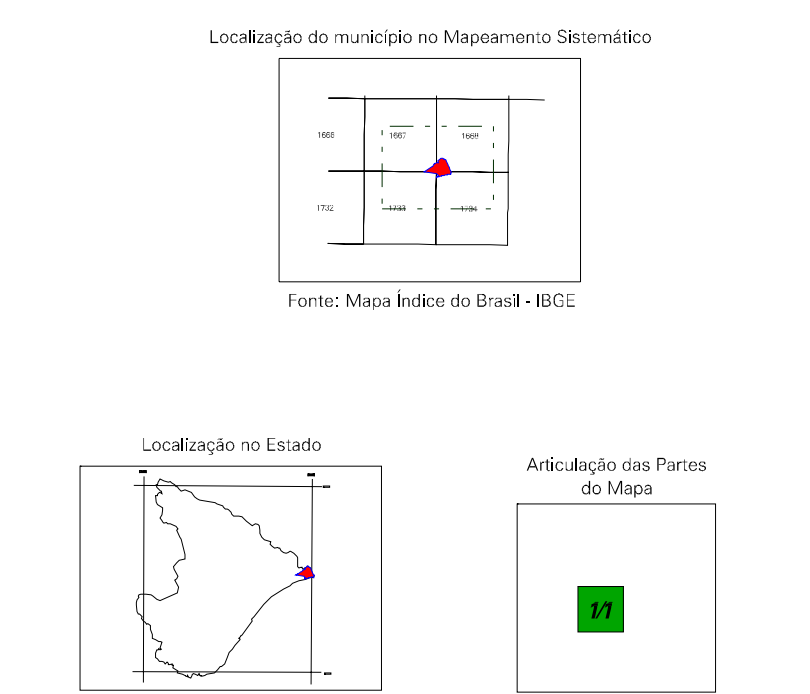 Localização do município no Mapeamento Sistemático
1666
1667
1668
1732
1733
1734
Fonte: Mapa Índice do Brasil - IBGE
Localização no Estado
Articulação das Partes
do Mapa
1/1